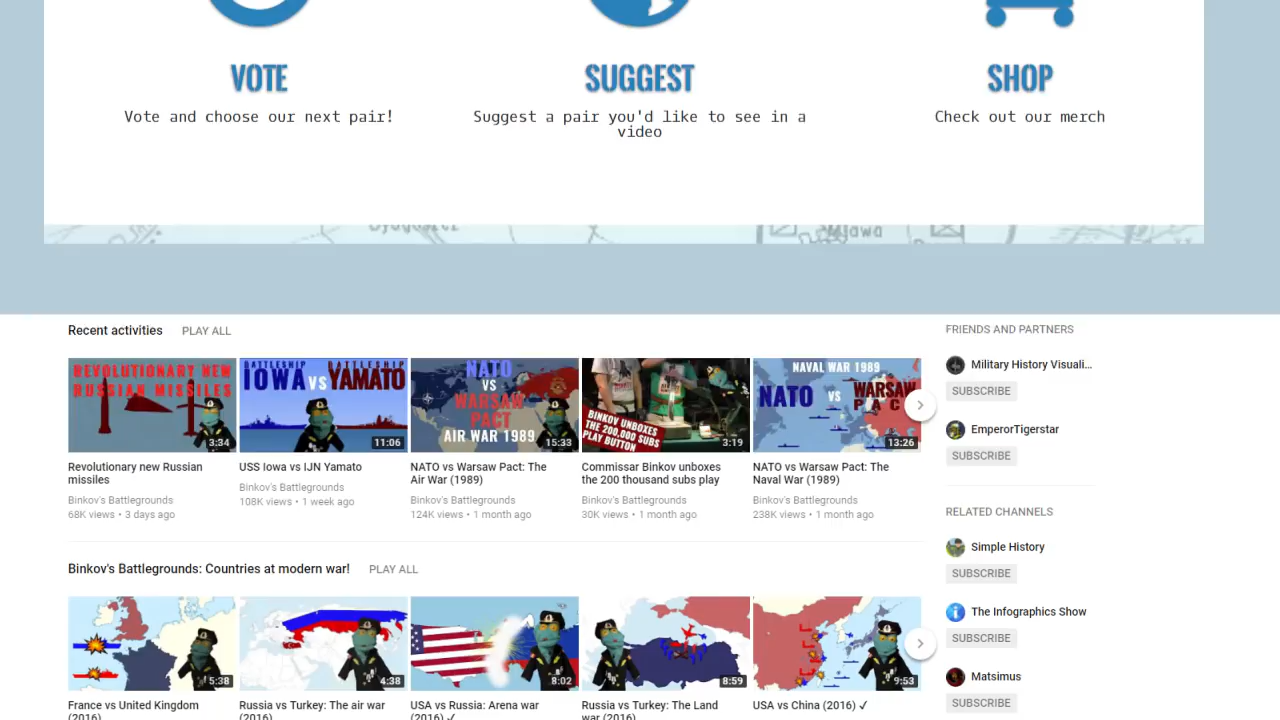 VOTE
Vote and choose our next pair!
SUGGEST
Suggest a pair you'd like to see in a
video
SHOP
Check out our merch
Recent activities PLAY ALL
REVOLUTIONARY NEW
RUSSIAN MISSILES
3:34
Revolutionary new Russian
missiles
Binkov's Battlegrounds
68K views • 3 days ago
BATTLESHIP BATTLESHIP
IOWA VS YAMATO
11:06
USS Iowa vs IJN Yamato
Binkov's Battlegrounds
108K views • 1 week ago
NATO
VS
WARSAW
PACT
AIR WAR 1989
15:33
NATO vs Warsaw Pact: The
Air War (1989)
Binkov's Battlegrounds
124K views • 1 month ago
BINKOV UNBOXES
THE 200,000 SUBS
PLAY BUTTON
3:19
Commissar Binkov unboxes
the 200 thousand subs play
Binkov's Battlegrounds
30K views • 1 month ago
NAVAL WAR 1989
NATO VS WARSAW
PACT
13:26
NATO vs Warsaw Pact: The
Naval War (1989)
Binkov's Battlegrounds
238K views • 1 month ago
Binkov's Battlegrounds: Countries at modern war! PLAY ALL
5:38
France vs United Kingdom
(2016)
4:38
Russia vs Turkey: The air war
(2016)
8:02
USA vs Russia: Arena war
(2016) ✓
8:59
Russia vs Turkey: The Land
war (2016)
9:53
USA vs China (2016) ✓
FRIENDS AND PARTNERS
Military History Visuali...
SUBSCRIBE
EmperorTigerstar
SUBSCRIBE
RELATED CHANNELS
Simple History
SUBSCRIBE
The Infographics Show
SUBSCRIBE
Matsimus
SUBSCRIBE